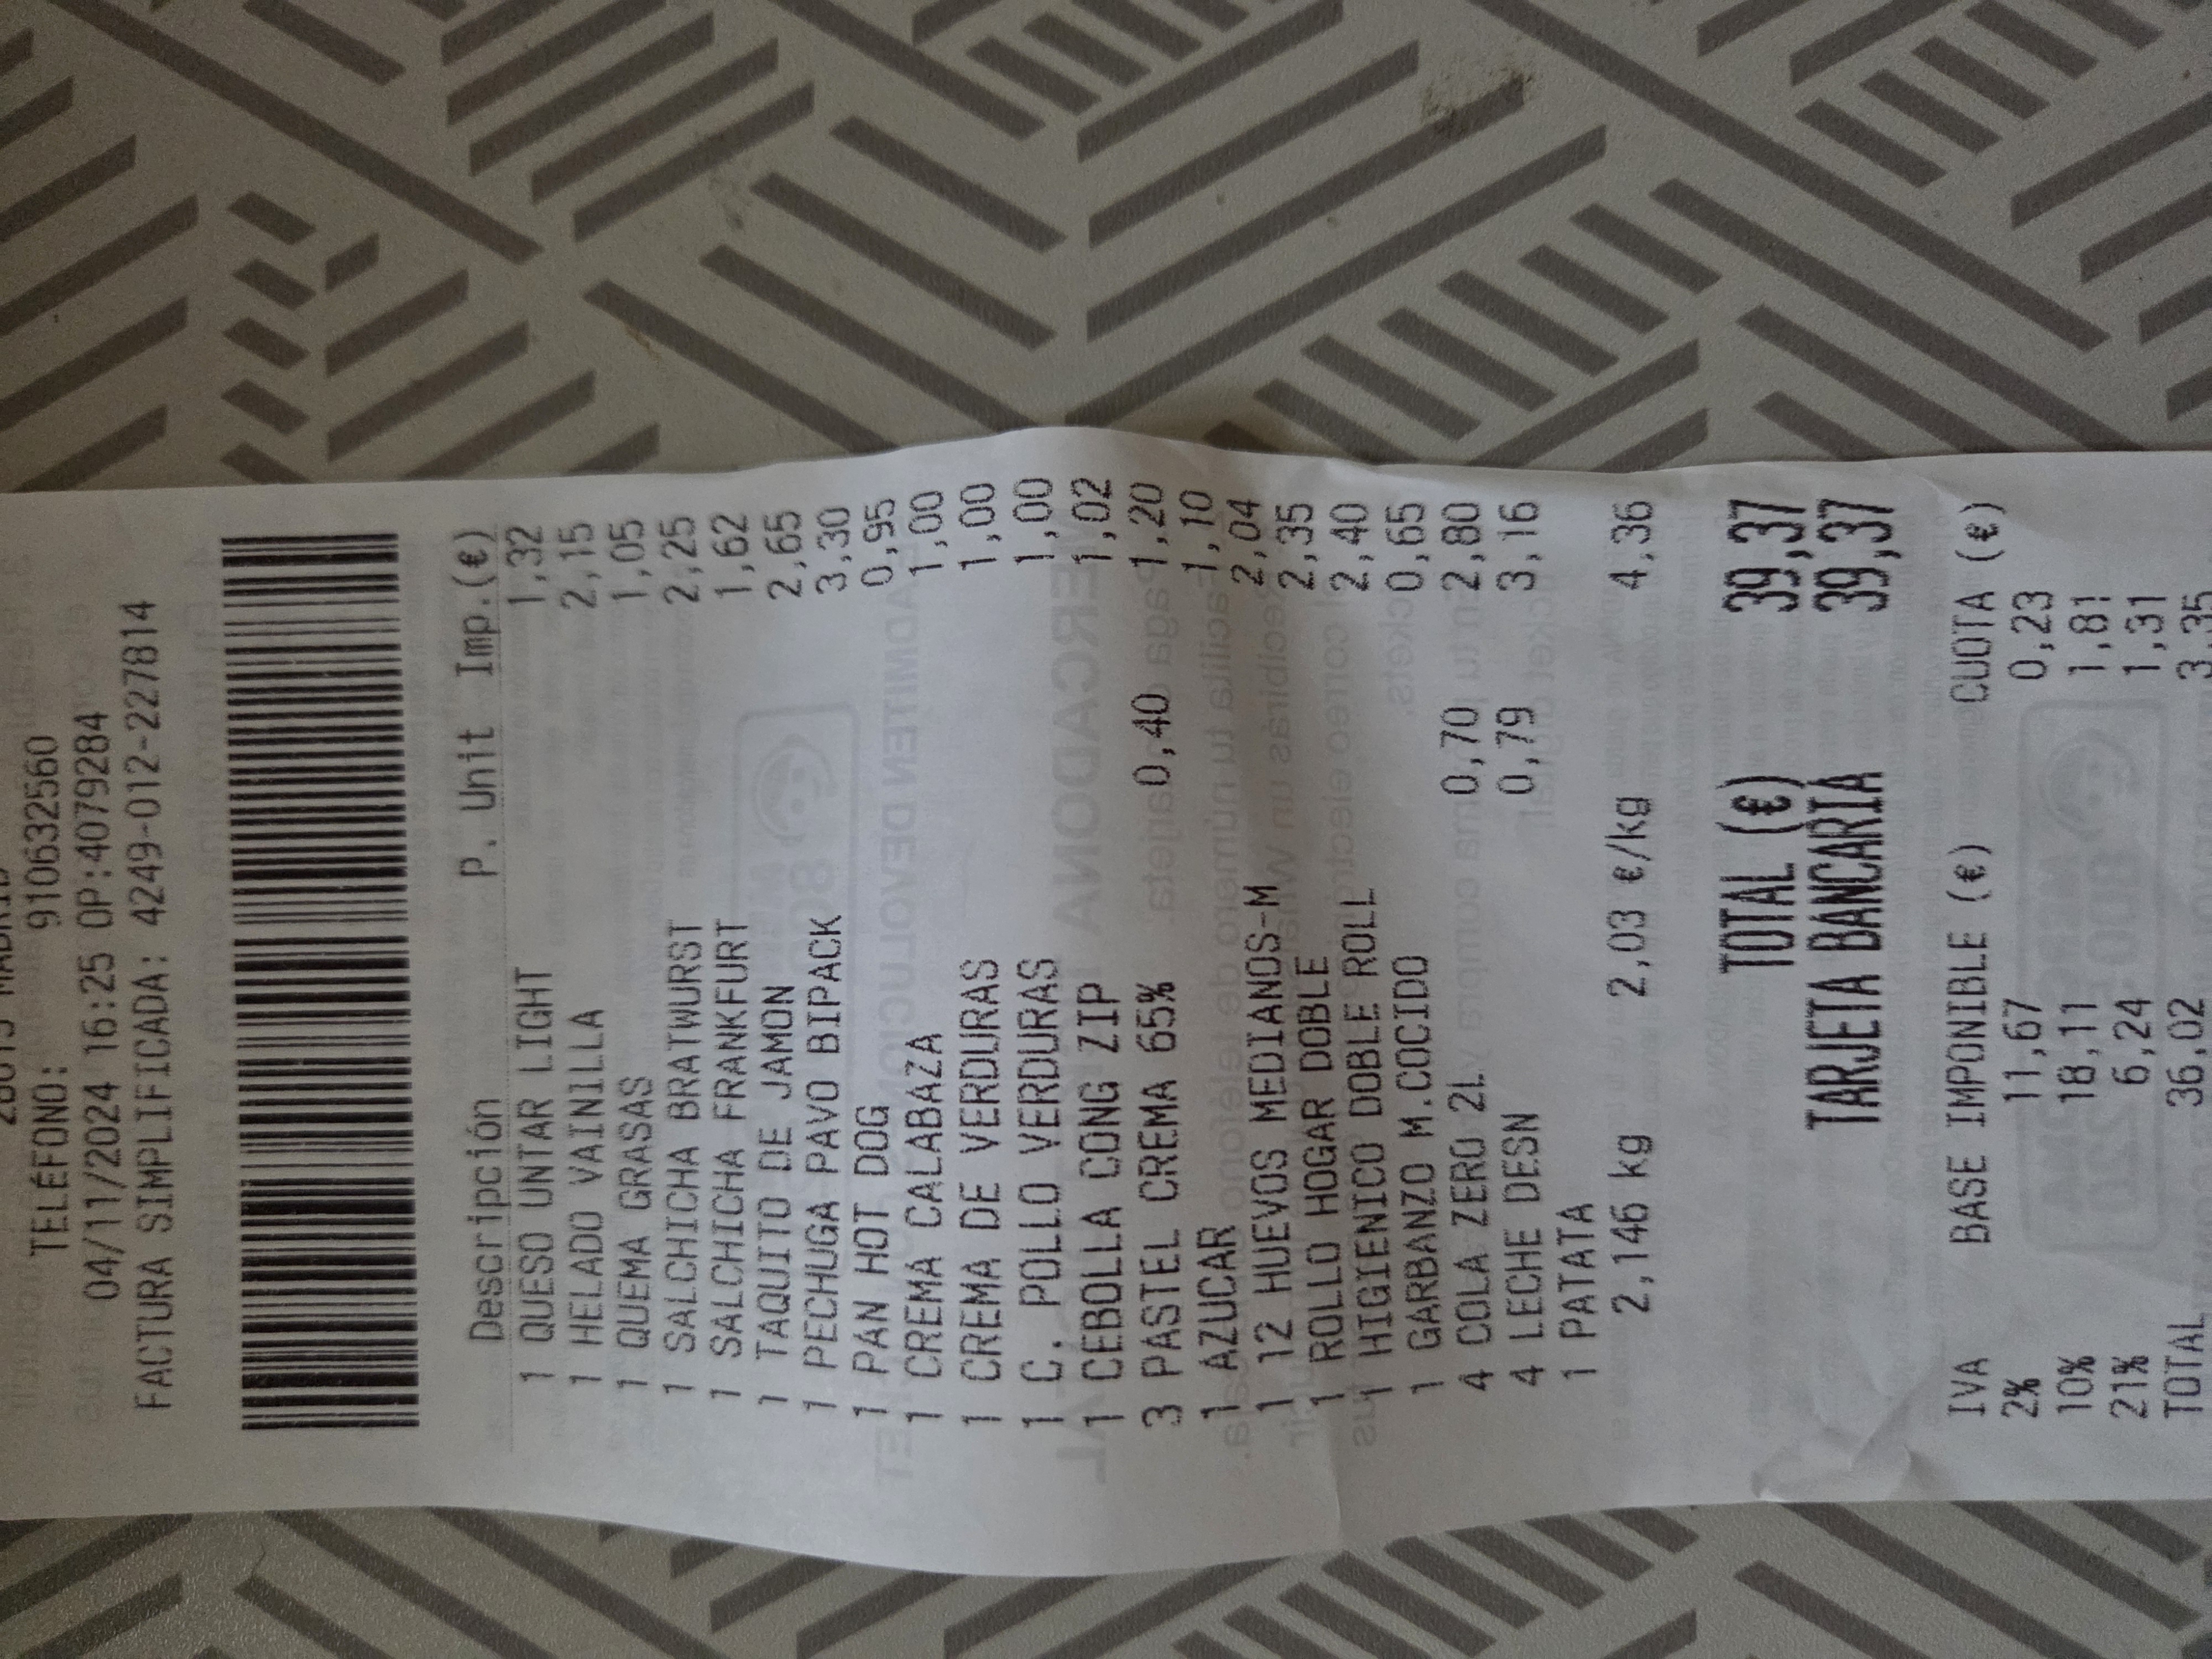 28015 MADRID
TELÉFONO: 910632560
04/11/2024 16:25 OP:4079284
FACTURA SIMPLIFICADA: 4249-012-227814
Descripción P. Unit Imp.(€)
1 QUESO UNTAR LIGHT 1,32
1 HELADO VAINILLA 2,15
1 QUEMA GRASAS 1,05
1 SALCHICHA BRATWURST 2,25
1 SALCHICHA FRANKFURT 1,62
1 TAQUITO DE JAMON 2,65
1 PECHUGA PAVO BIPACK 3,30
1 PAN HOT DOG 0,95
1 CREMA CALABAZA 1,00
1 CREMA DE VERDURAS 1,00
1 C. POLLO VERDURAS 1,00
1 CEBOLLA CONG ZIP 1,02
3 PASTEL CREMA 65% 0,40 1,20
1 AZUCAR 1,10
1 12 HUEVOS MEDIANOS-M 2,04
1 ROLLO HOGAR DOBLE 2,35
1 HIGIENICO DOBLE ROLL 2,40
1 GARBANZO M.COCIDO 0,65
4 COLA ZERO 2L 0,70 2,80
4 LECHE DESN 0,79 3,16
1 PATATA
2,146 kg 2,03 €/kg 4,36
TOTAL (€) 39,37
TARJETA BANCARIA 39,37
IVA BASE IMPONIBLE (€) CUOTA (€)
2% 11,67 0,23
10% 18,11 1,81
21% 6,24 1,31
TOTAL 36,02 3,35